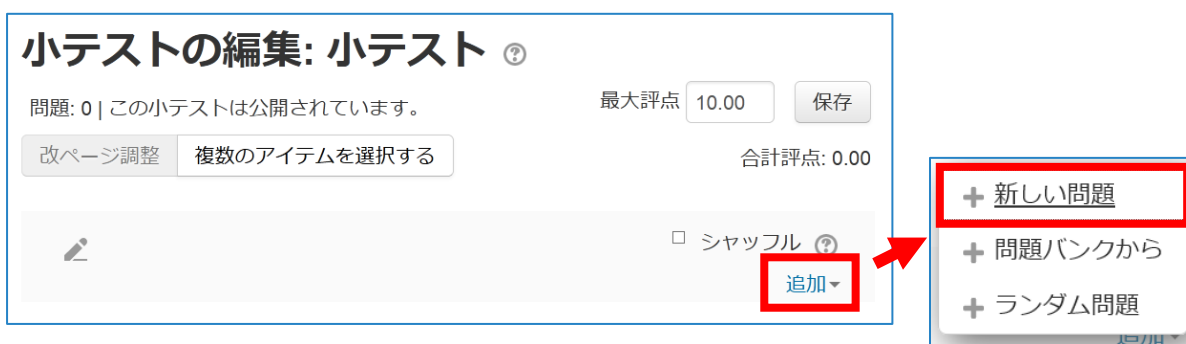 小テストの編集: 小テスト
問題: 0 | この小テストは公開されています。
最大評点 10.00 保存
改ページ調整 複数のアイテムを選択する
合計評点: 0.00
シャッフル
追加
新しい問題
問題バンクから
ランダム問題
追加